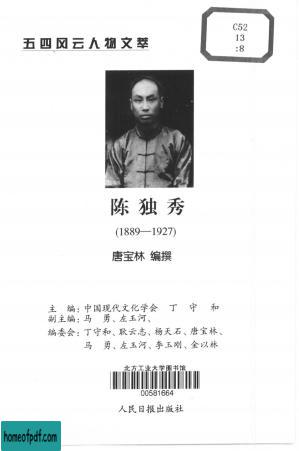 五四风云人物文萃
C52
13
:8
陈独秀
(1889—1927)
唐宝林 编撰
主 编:中国现代文化学会 丁守和
副主编:马 勇、左玉河、
编委会:丁守和、耿云志、杨天石、唐宝林、
马 勇、左玉河、李玉刚、金以林
北方工业大学图书馆
00581664
人民日报出版社
homeofpdf.com